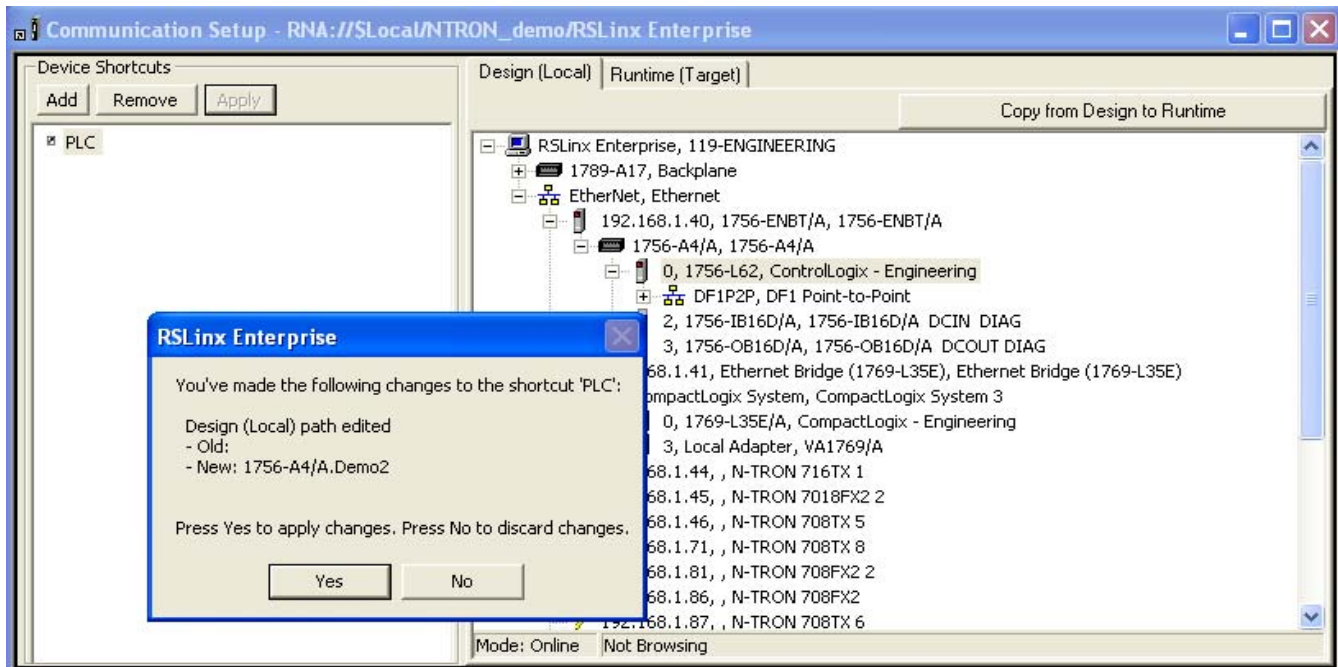 Communication Setup - RNA://$Local/NTRON_demo/RSLinx Enterprise
Device Shortcuts
Add Remove Apply
PLC
Design (Local) Runtime (Target)
Copy from Design to Runtime
RSLinx Enterprise, 119-ENGINEERING
1789-A17, Backplane
EtherNet, Ethernet
192.168.1.40, 1756-ENBT/A, 1756-ENBT/A
1756-A4/A, 1756-A4/A
0, 1756-L62, ControlLogix - Engineering
DF1P2P, DF1 Point-to-Point
2, 1756-IB16D/A, 1756-IB16D/A DCIN DIAG
3, 1756-OB16D/A, 1756-OB16D/A DCOUT DIAG
68.1.41, Ethernet Bridge (1769-L35E), Ethernet Bridge (1769-L35E)
ompactLogix System, CompactLogix System 3
0, 1769-L35E/A, CompactLogix - Engineering
3, Local Adapter, VA1769/A
68.1.44, , N-TRON 716TX 1
68.1.45, , N-TRON 7018FX2 2
68.1.46, , N-TRON 708TX 5
68.1.71, , N-TRON 708TX 8
68.1.81, , N-TRON 708FX2 2
68.1.86, , N-TRON 708FX2
192.168.1.87, , N-TRON 708TX 6
Mode: Online Not Browsing
RSLinx Enterprise
You've made the following changes to the shortcut 'PLC':
Design (Local) path edited
- Old:
- New: 1756-A4/A.Demo2
Press Yes to apply changes. Press No to discard changes.
Yes No